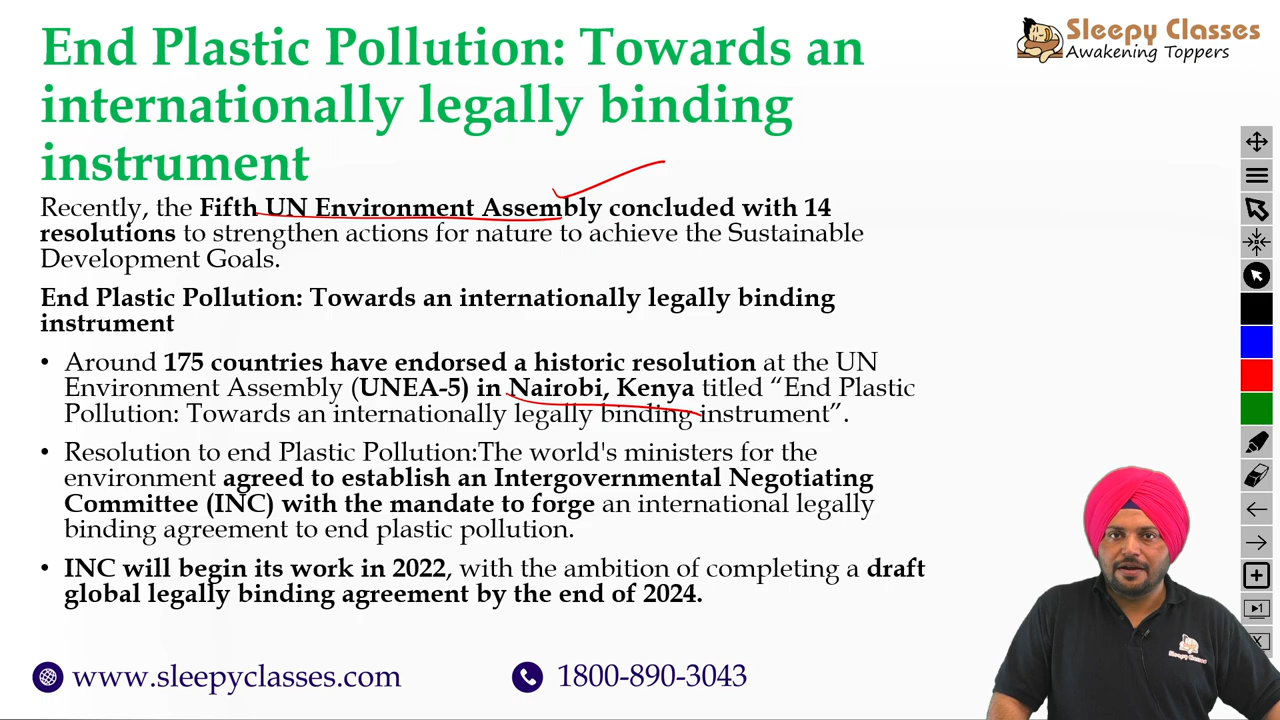 End Plastic Pollution: Towards an
internationally legally binding
instrument
Sleepy Classes
Awakening Toppers
Recently, the Fifth UN Environment Assembly concluded with 14
resolutions to strengthen actions for nature to achieve the Sustainable
Development Goals.
End Plastic Pollution: Towards an internationally legally binding
instrument
• Around 175 countries have endorsed a historic resolution at the UN
Environment Assembly (UNEA-5) in Nairobi, Kenya titled “End Plastic
Pollution: Towards an internationally legally binding instrument”.
• Resolution to end Plastic Pollution:The world's ministers for the
environment agreed to establish an Intergovernmental Negotiating
Committee (INC) with the mandate to forge an international legally
binding agreement to end plastic pollution.
• INC will begin its work in 2022, with the ambition of completing a draft
global legally binding agreement by the end of 2024.
www.sleepyclasses.com
1800-890-3043
Sleepy Classes